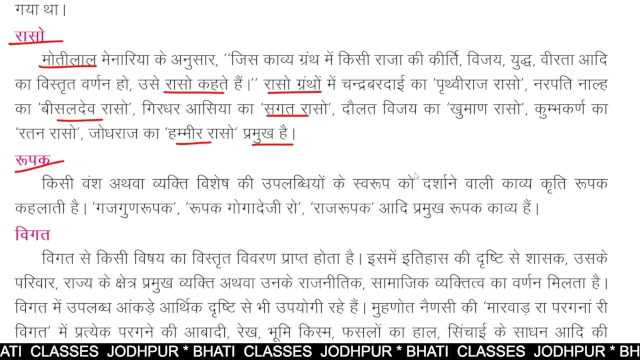 गया था।
रासो
मोतीलाल मेनारिया के अनुसार, ‘‘जिस काव्य ग्रंथ में किसी राजा की कीर्ति, विजय, युद्ध, वीरता आदि
का विस्तृत वर्णन हो, उसे रासो कहते हैं।’’ रासो ग्रंथों में चन्द्रबरदाई का ‘पृथ्वीराज रासो’, नरपति नाल्ह
का ‘बीसलदेव रासो’, गिरधर आसिया का ‘सगत रासो’, दौलत विजय का ‘खुमाण रासो’, कुम्भकर्ण का
‘रतन रासो’, जोधराज का ‘हम्मीर रासो’ प्रमुख है।
रूपक
किसी वंश अथवा व्यक्ति विशेष की उपलब्धियों के स्वरूप को दर्शाने वाली काव्य कृति रूपक
कहलाती है। ‘गजगुणरूपक’, ‘रूपक गोगादेजी रो’, ‘राजरूपक’ आदि प्रमुख रूपक काव्य हैं।
विगत
विगत से किसी विषय का विस्तृत विवरण प्राप्त होता है। इसमें इतिहास की दृष्टि से शासक, उसके
परिवार, राज्य के क्षेत्र प्रमुख व्यक्ति अथवा उनके राजनीतिक, सामाजिक व्यक्तित्व का वर्णन मिलता है।
विगत में उपलब्ध आंकड़े आर्थिक दृष्टि से भी उपयोगी रहे हैं। मुहणोत नैणसी की ‘मारवाड़ रा परगनां री
विगत’ में प्रत्येक परगने की आबादी, रेख, भूमि किस्म, फसलों का हाल, सिंचाई के साधन आदि की
HATI CLASSES JODHPUR * BHATI CLASSES JODHPUR * BHATI CLASSES JODHPUR * BH